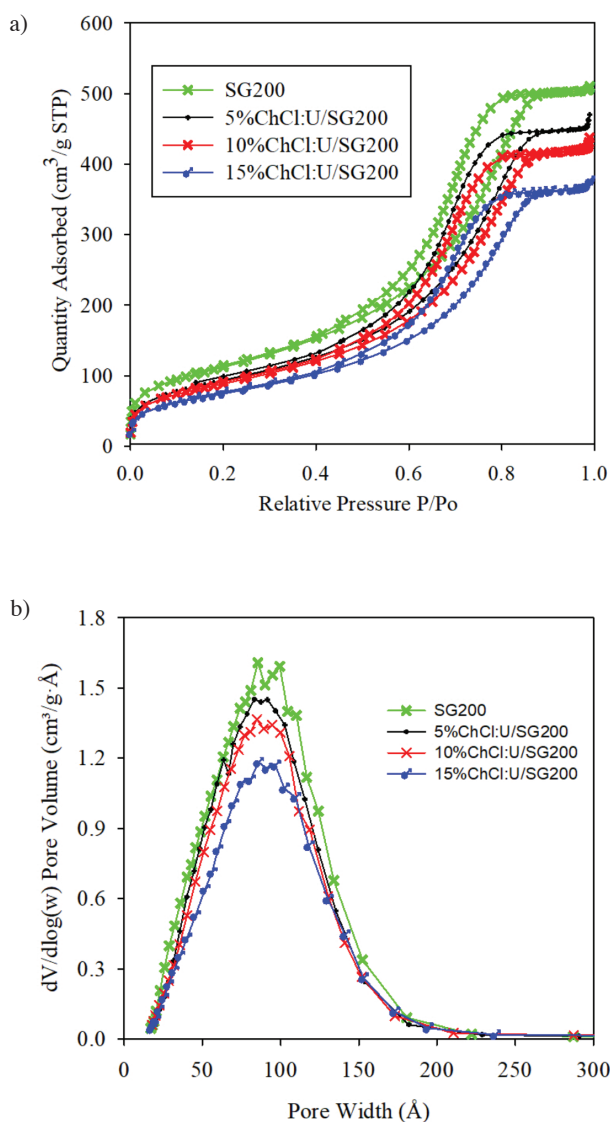 a)
600
500
400
300
200
100
0
Quantity Adsorbed (cm³/g STP)
SG200
5%ChCl:U/SG200
10%ChCl:U/SG200
15%ChCl:U/SG200
0.0 0.2 0.4 0.6 0.8 1.0
Relative Pressure P/Po
b)
1.8
1.5
1.2
0.9
0.6
0.3
0.0
dV/dlog(w) Pore Volume (cm³/g·Å)
SG200
5%ChCl:U/SG200
10%ChCl:U/SG200
15%ChCl:U/SG200
0 50 100 150 200 250 300
Pore Width (Å)